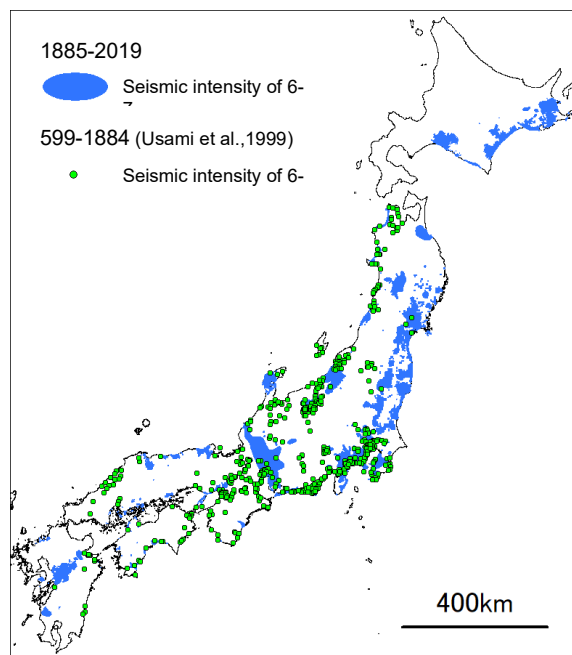 1885-2019
Seismic intensity of 6-
599-1884 (Usami et al.,1999)
Seismic intensity of 6-
400km